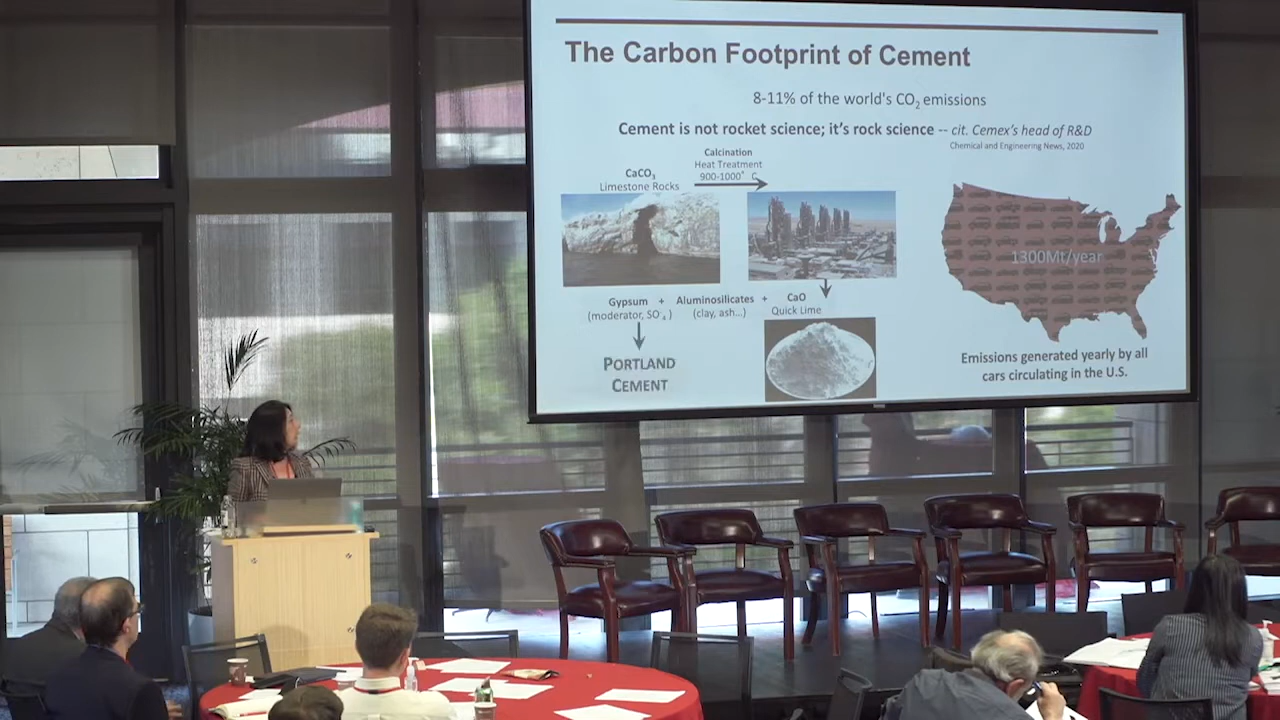 The Carbon Footprint of Cement
8-11% of the world's CO2 emissions
Cement is not rocket science; it's rock science -- cit. Cemex's head of R&D
Chemical and Engineering News, 2020
Calcination
Heat Treatment
900-1000° C
CaCO3
Limestone Rocks
1300Mt/year
Gypsum + Aluminosilicates + CaO
(moderator, SO4) (clay, ash...) Quick Lime
PORTLAND
CEMENT
Emissions generated yearly by all
cars circulating in the U.S.